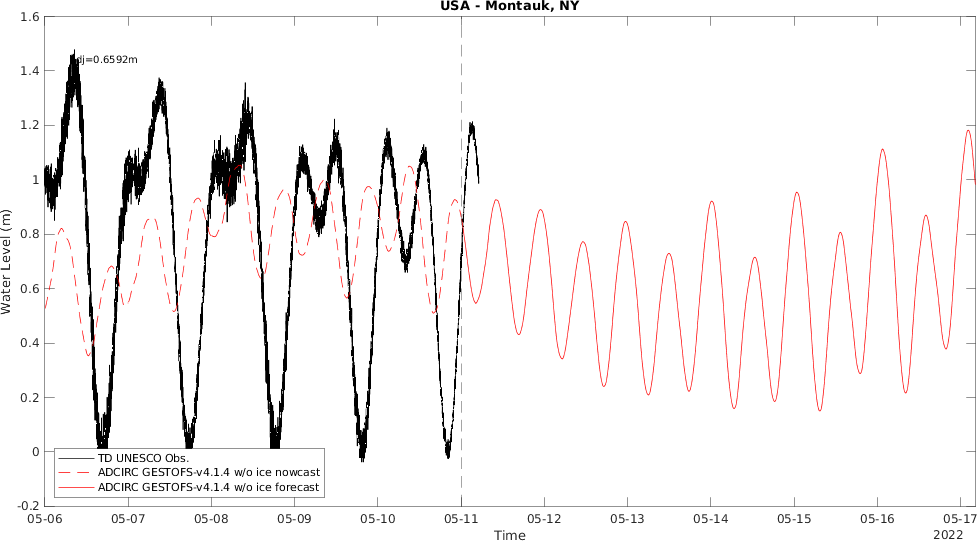 USA - Montauk, NY
1.6
1.4
1.2
1
0.8
0.6
0.4
0.2
0
-0.2
Water Level (m)
dj=0.6592m
TD UNESCO Obs.
ADCIRC GESTOFS-v4.1.4 w/o ice nowcast
ADCIRC GESTOFS-v4.1.4 w/o ice forecast
05-06 05-07 05-08 05-09 05-10 05-11 05-12 05-13 05-14 05-15 05-16 05-17
Time
2022